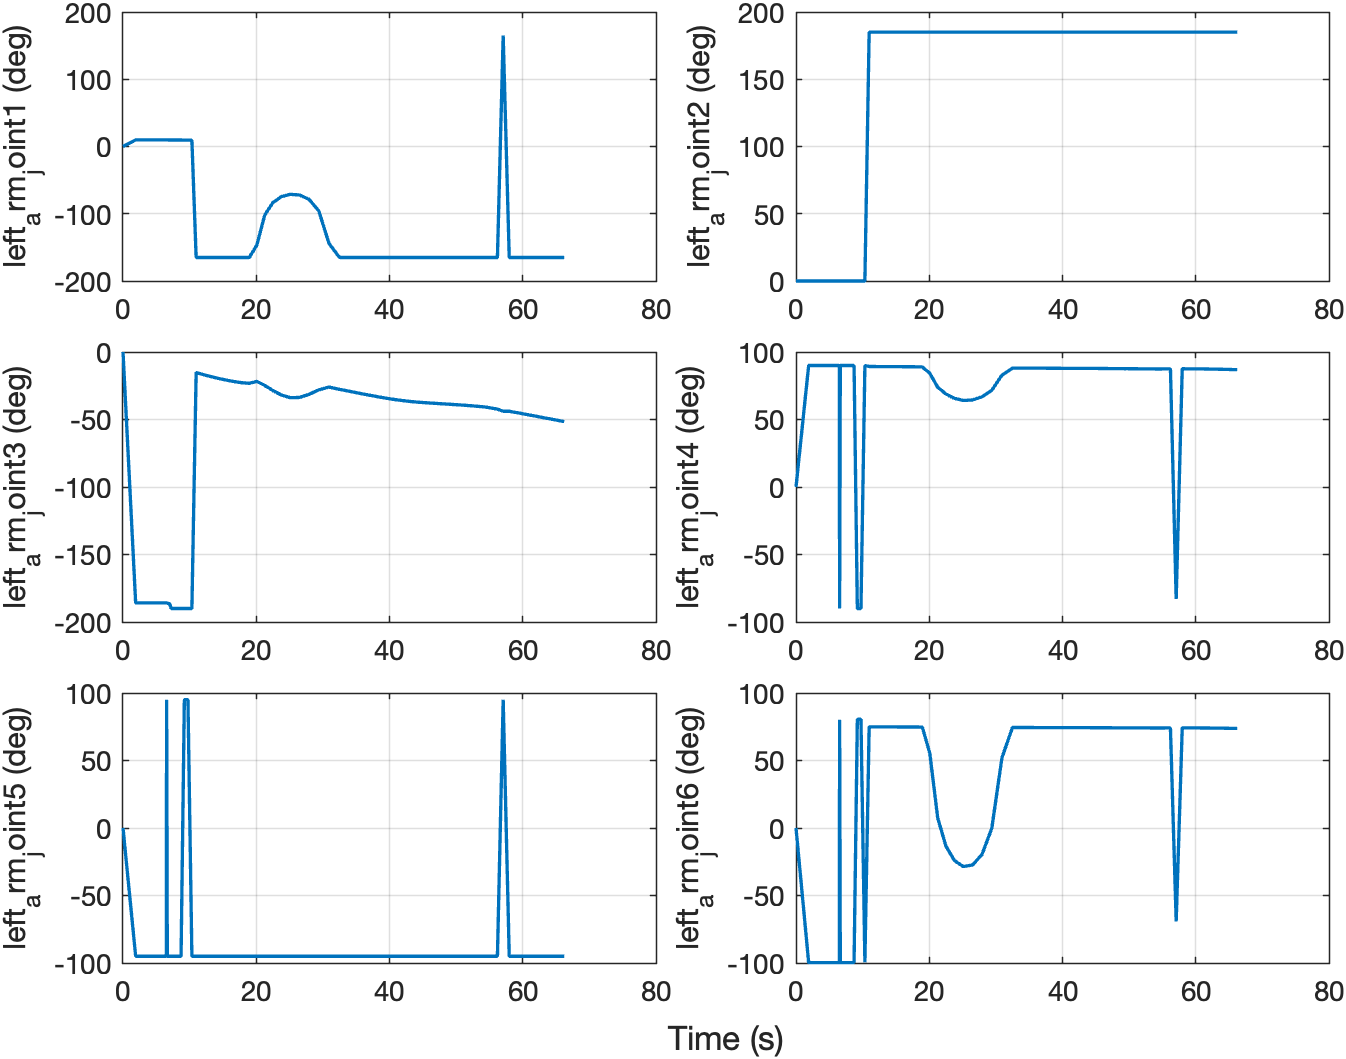 200
100
0
-100
-200
0 20 40 60 80
left_arm_joint1 (deg)
200
150
100
50
0
0 20 40 60 80
left_arm_joint2 (deg)
0
-50
-100
-150
-200
0 20 40 60 80
left_arm_joint3 (deg)
100
50
0
-50
-100
0 20 40 60 80
left_arm_joint4 (deg)
100
50
0
-50
-100
0 20 40 60 80
left_arm_joint5 (deg)
100
50
0
-50
-100
0 20 40 60 80
left_arm_joint6 (deg)
Time (s)